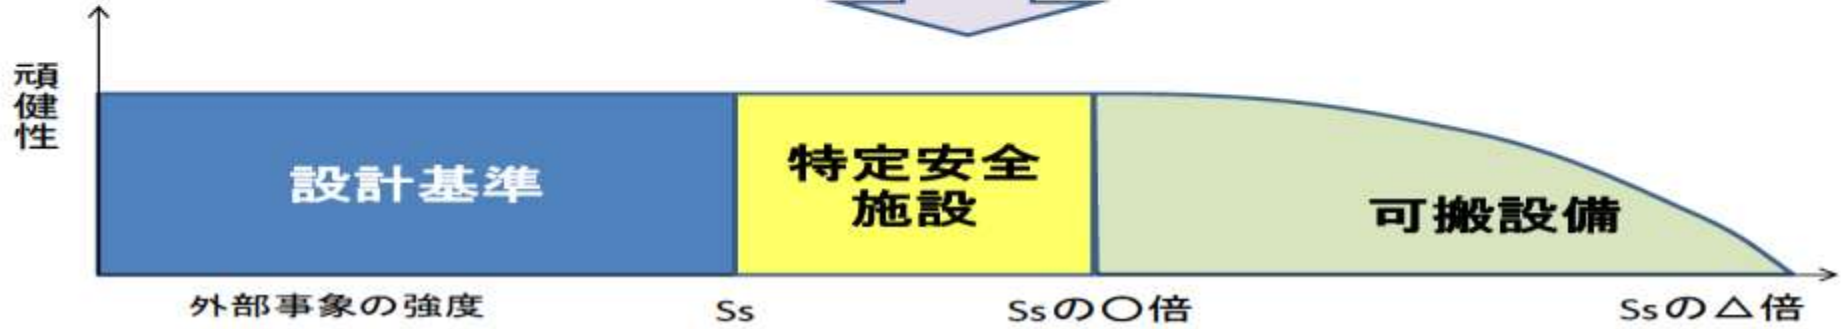 頑健性
設計基準
特定安全
施設
可搬設備
外部事象の強度
Ss
Ssの〇倍
Ssの△倍